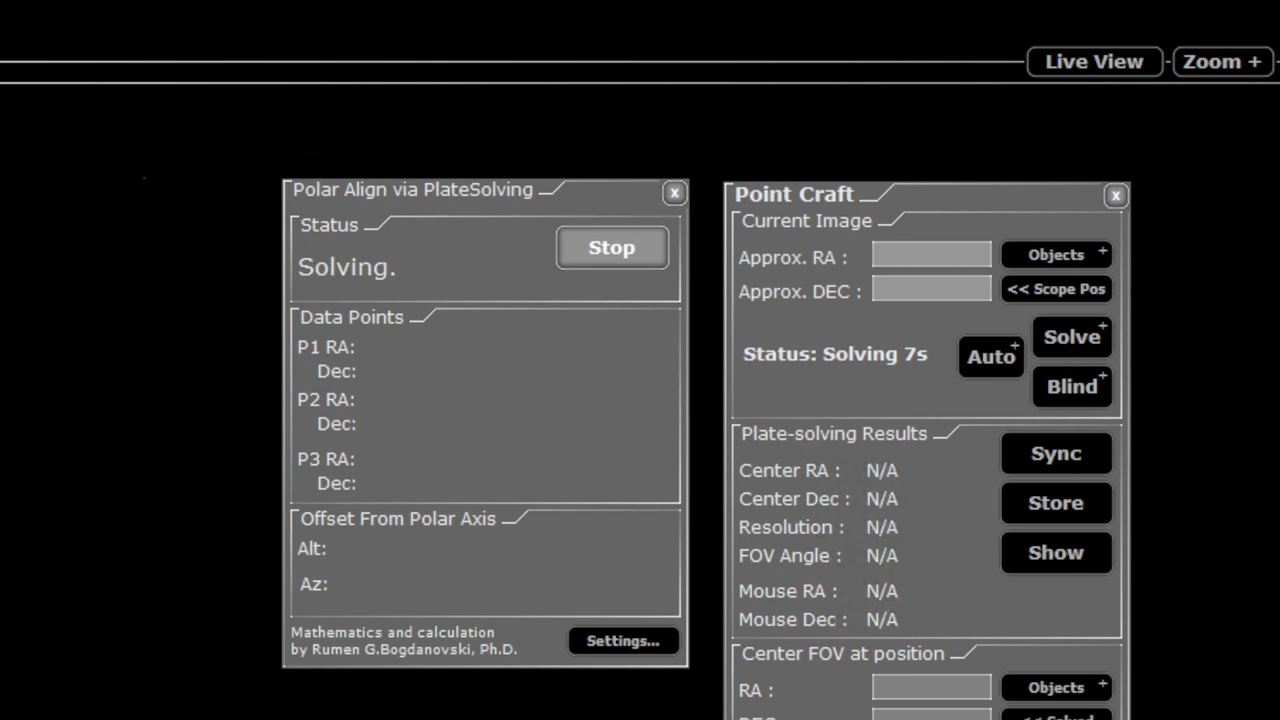 Live View
Zoom +
Polar Align via PlateSolving
x
Status
Solving.
Stop
Data Points
P1 RA:
Dec:
P2 RA:
Dec:
P3 RA:
Dec:
Offset From Polar Axis
Alt:
Az:
Mathematics and calculation
by Rumen G.Bogdanovski, Ph.D.
Settings...
Point Craft
x
Current Image
Approx. RA :
Objects +
Approx. DEC :
<< Scope Pos
Status: Solving 7s
Auto +
Solve +
Blind +
Plate-solving Results
Center RA : N/A
Center Dec : N/A
Resolution : N/A
FOV Angle : N/A
Mouse RA : N/A
Mouse Dec : N/A
Sync
Store
Show
Center FOV at position
RA :
Objects +
DEC :
<< Solved